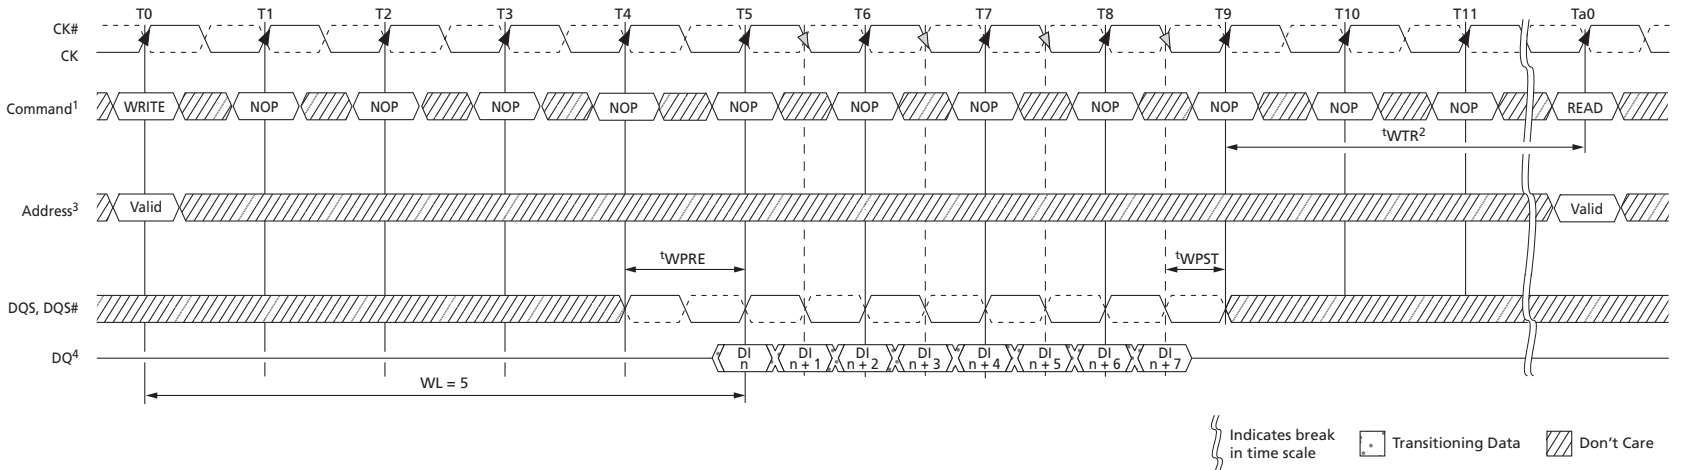 T0 T1 T2 T3 T4 T5 T6 T7 T8 T9 T10 T11 Ta0
CK#
CK
Command1 WRITE NOP NOP NOP NOP NOP NOP NOP NOP NOP NOP NOP READ
tWTR2
Address3 Valid Valid
tWPRE tWPST
DQS, DQS#
DQ4 DI n DI n + 1 DI n + 2 DI n + 3 DI n + 4 DI n + 5 DI n + 6 DI n + 7
WL = 5
Indicates break
in time scale
Transitioning Data
Don't Care